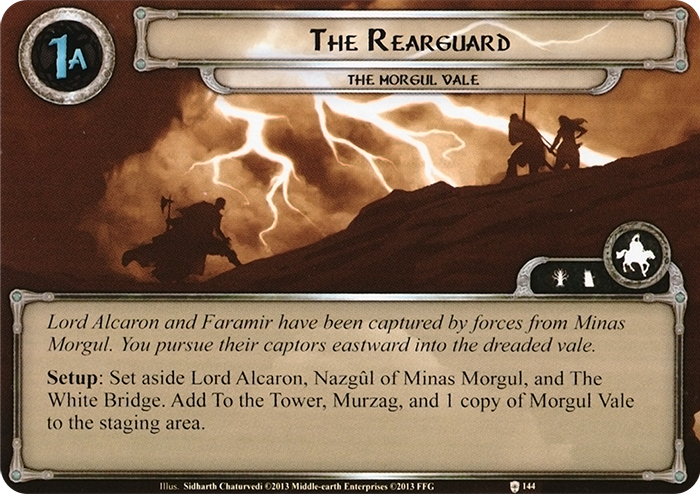 1A
The Rearguard
The Morgul Vale
Lord Alcaron and Faramir have been captured by forces from Minas
Morgul. You pursue their captors eastward into the dreaded vale.
Setup: Set aside Lord Alcaron, Nazgûl of Minas Morgul, and The
White Bridge. Add To the Tower, Murzag, and 1 copy of Morgul Vale
to the staging area.
Illus. Sidharth Chaturvedi ©2013 Middle-earth Enterprises ©2013 FFG 144